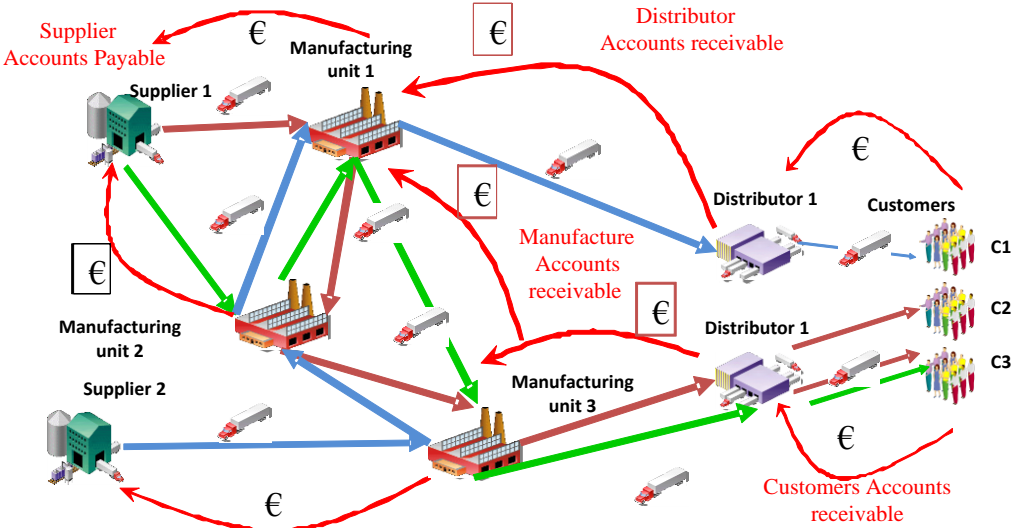 Supplier
Accounts Payable
€
Manufacturing
unit 1
€
Distributor
Accounts receivable
Supplier 1
€
€
Distributor 1
Customers
C1
Manufacture
Accounts
receivable
€
€
Manufacturing
unit 2
Distributor 1
C2
C3
Supplier 2
Manufacturing
unit 3
€
€
Customers Accounts
receivable